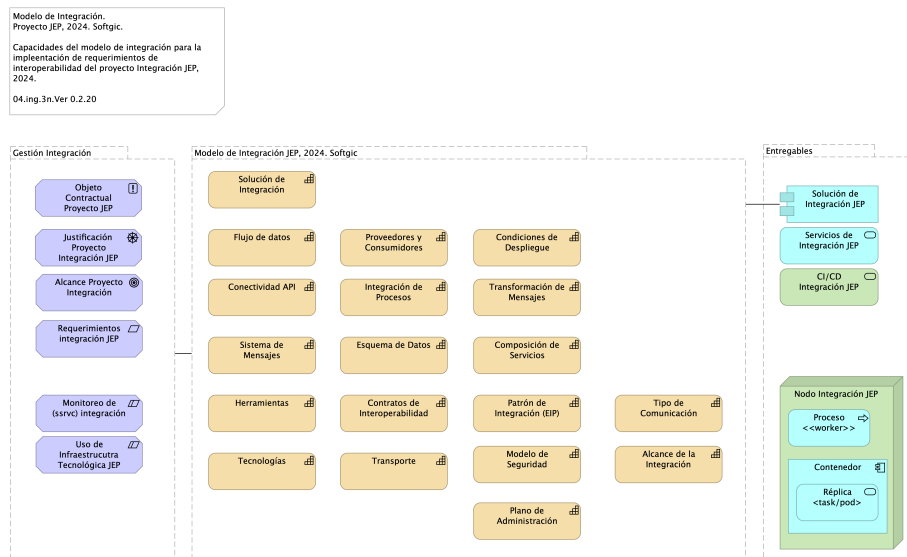 Modelo de Integración.
Proyecto JEP, 2024. Softgic.
Capacidades del modelo de integración para la
impleentación de requerimientos de
interoperabilidad del proyecto Integración JEP,
2024.
04.ing.3n.Ver 0.2.20
Gestión Integración
Objeto
Contractual
Proyecto JEP
Justificación
Proyecto
Integración JEP
Alcance Proyecto
Integración
Requerimientos
integración JEP
Monitoreo de
(ssrvc) integración
Uso de
Infraestrucutra
Tecnológica JEP
Modelo de Integración JEP, 2024. Softgic
Solución de
Integración
Flujo de datos
Proveedores y
Consumidores
Condiciones de
Despliegue
Conectividad API
Integración de
Procesos
Transformación de
Mensajes
Sistema de
Mensajes
Esquema de Datos
Composición de
Servicios
Herramientas
Contratos de
Interoperabilidad
Patrón de
Integración (EIP)
Tipo de
Comunicación
Tecnologías
Transporte
Modelo de
Seguridad
Alcance de la
Integración
Plano de
Administración
Entregables
Solución de
Integración JEP
Servicios de
Integración JEP
CI/CD
Integración JEP
Nodo Integración JEP
Proceso
<<worker>>
Contenedor
Réplica
<task/pod>